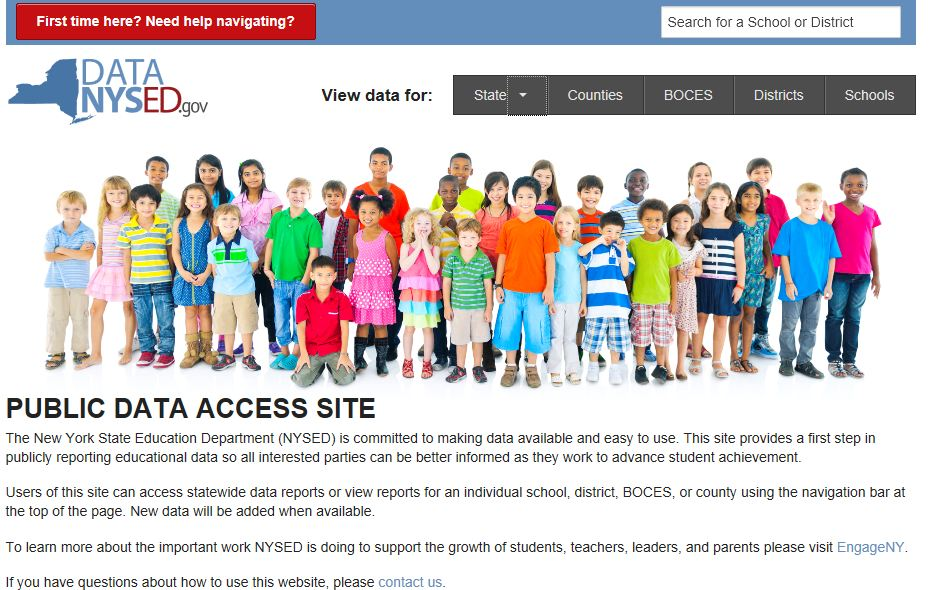 First time here? Need help navigating?
Search for a School or District
DATA
NYSED.gov
View data for:
State
Counties
BOCES
Districts
Schools
PUBLIC DATA ACCESS SITE
The New York State Education Department (NYSED) is committed to making data available and easy to use. This site provides a first step in
publicly reporting educational data so all interested parties can be better informed as they work to advance student achievement.
Users of this site can access statewide data reports or view reports for an individual school, district, BOCES, or county using the navigation bar at
the top of the page. New data will be added when available.
To learn more about the important work NYSED is doing to support the growth of students, teachers, leaders, and parents please visit EngageNY.
If you have questions about how to use this website, please contact us.